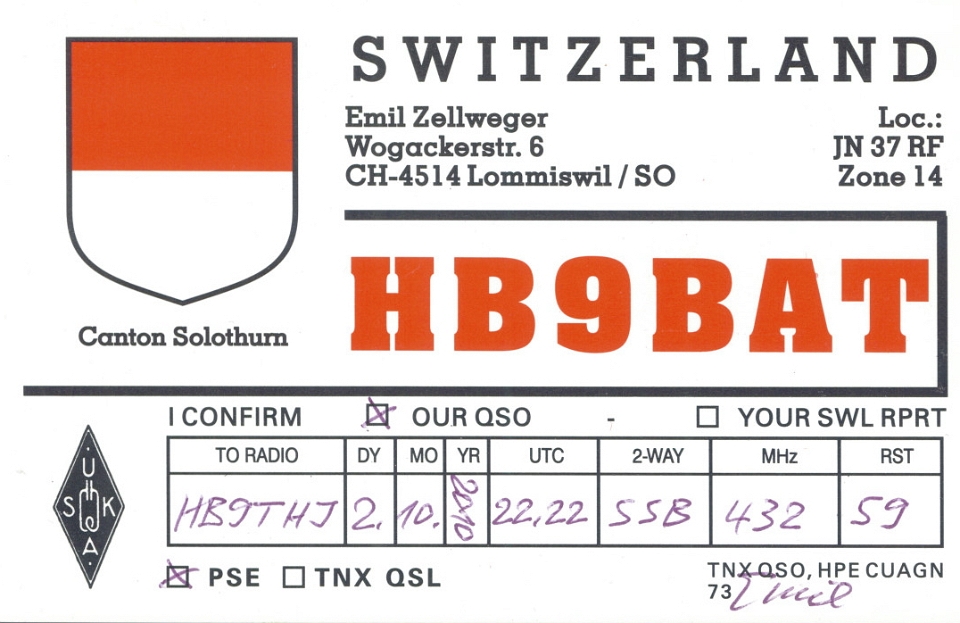 SWITZERLAND
Emil Zellweger
Wogackerstr. 6
CH-4514 Lommiswil / SO
Loc.:
JN 37 RF
Zone 14
HB9BAT
Canton Solothurn
I CONFIRM OUR QSO - YOUR SWL RPRT
TO RADIO DY MO YR UTC 2-WAY MHz RST
HB9THJ 2. 10. 2010 22.22 SSB 432 59
U
S K
A
PSE TNX QSL
TNX QSO, HPE CUAGN
73 Emil